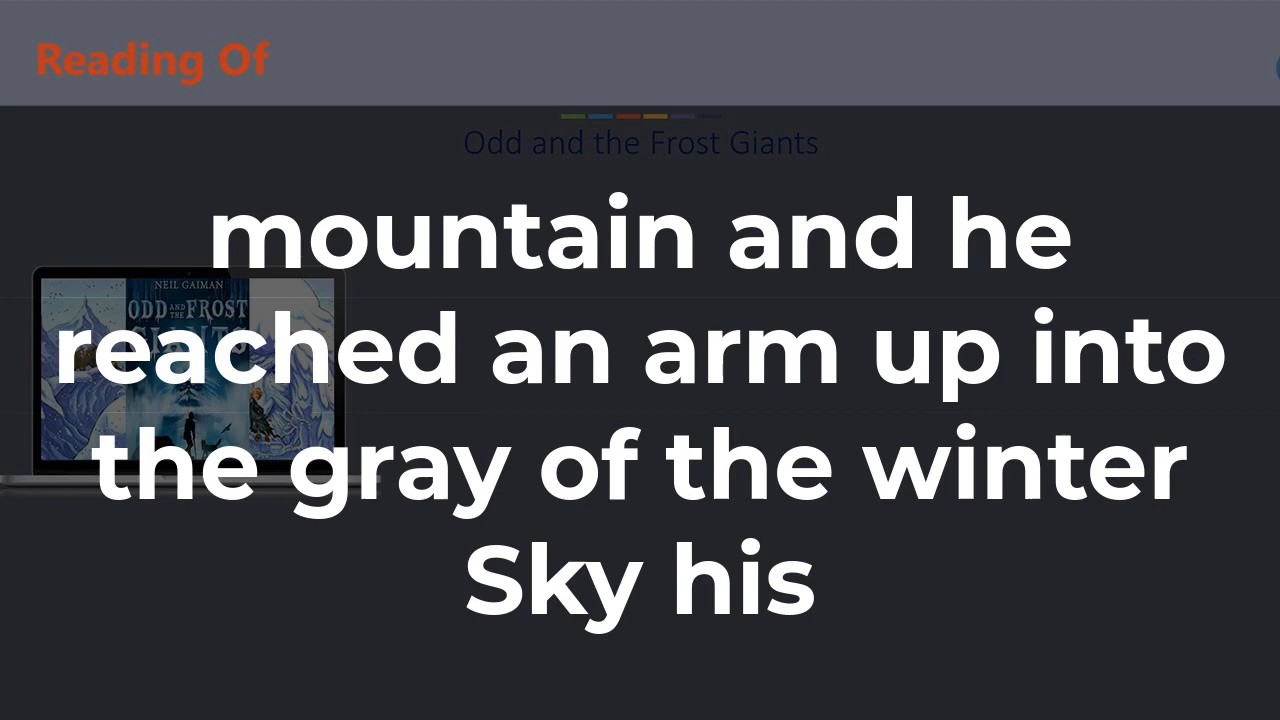 Reading Of
Odd and the Frost Giants
mountain and he
reached an arm up into
the gray of the winter
Sky his
NEIL GAIMAN
ODD AND THE FROST
GIANTS